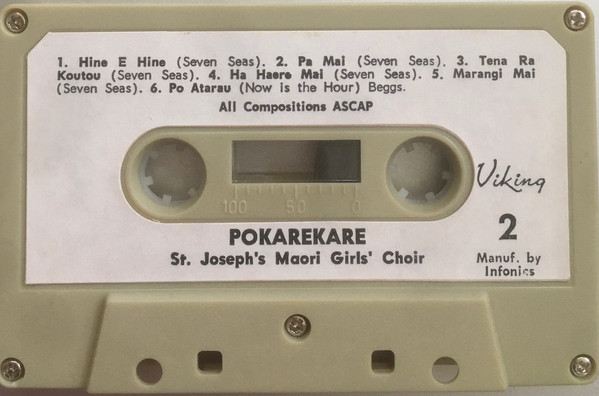 1. Hine E Hine (Seven Seas). 2. Pa Mai (Seven Seas). 3. Tena Ra
Koutou (Seven Seas). 4. Ha Haere Mai (Seven Seas). 5. Marangi Mai
(Seven Seas). 6. Po Atarau (Now is the Hour) Beggs.
All Compositions ASCAP
Viking
100 50 0
POKAREKARE
2
St. Joseph's Maori Girls' Choir
Manuf. by
Infonics